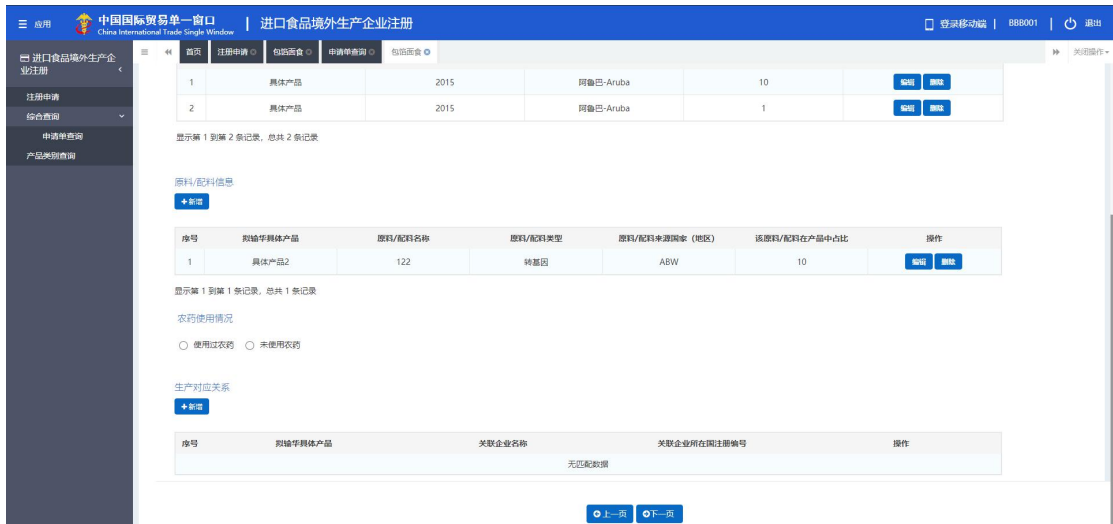 应用 中国国际贸易单一窗口 | 进口食品境外生产企业注册 登录移动端 | BBB001 | 退出
China International Trade Single Window
进口食品境外生产企业注册
首页 注册申请 包馅面食 申请单查询 包馅面食 关闭操作
注册申请
综合查询
申请单查询
产品类别查询
1 具体产品 2015 阿鲁巴-Aruba 10 编辑 删除
2 具体产品 2015 阿鲁巴-Aruba 1 编辑 删除
显示第 1 到第 2 条记录，总共 2 条记录
原料/配料信息
+新增
序号 拟输华具体产品 原料/配料名称 原料/配料类型 原料/配料来源国家（地区） 该原料/配料在产品中占比 操作
1 具体产品2 122 转基因 ABW 10 编辑 删除
显示第 1 到第 1 条记录，总共 1 条记录
农药使用情况
使用过农药 未使用农药
生产对应关系
+新增
序号 拟输华具体产品 关联企业名称 关联企业所在国注册编号 操作
无匹配数据
上一页 下一页